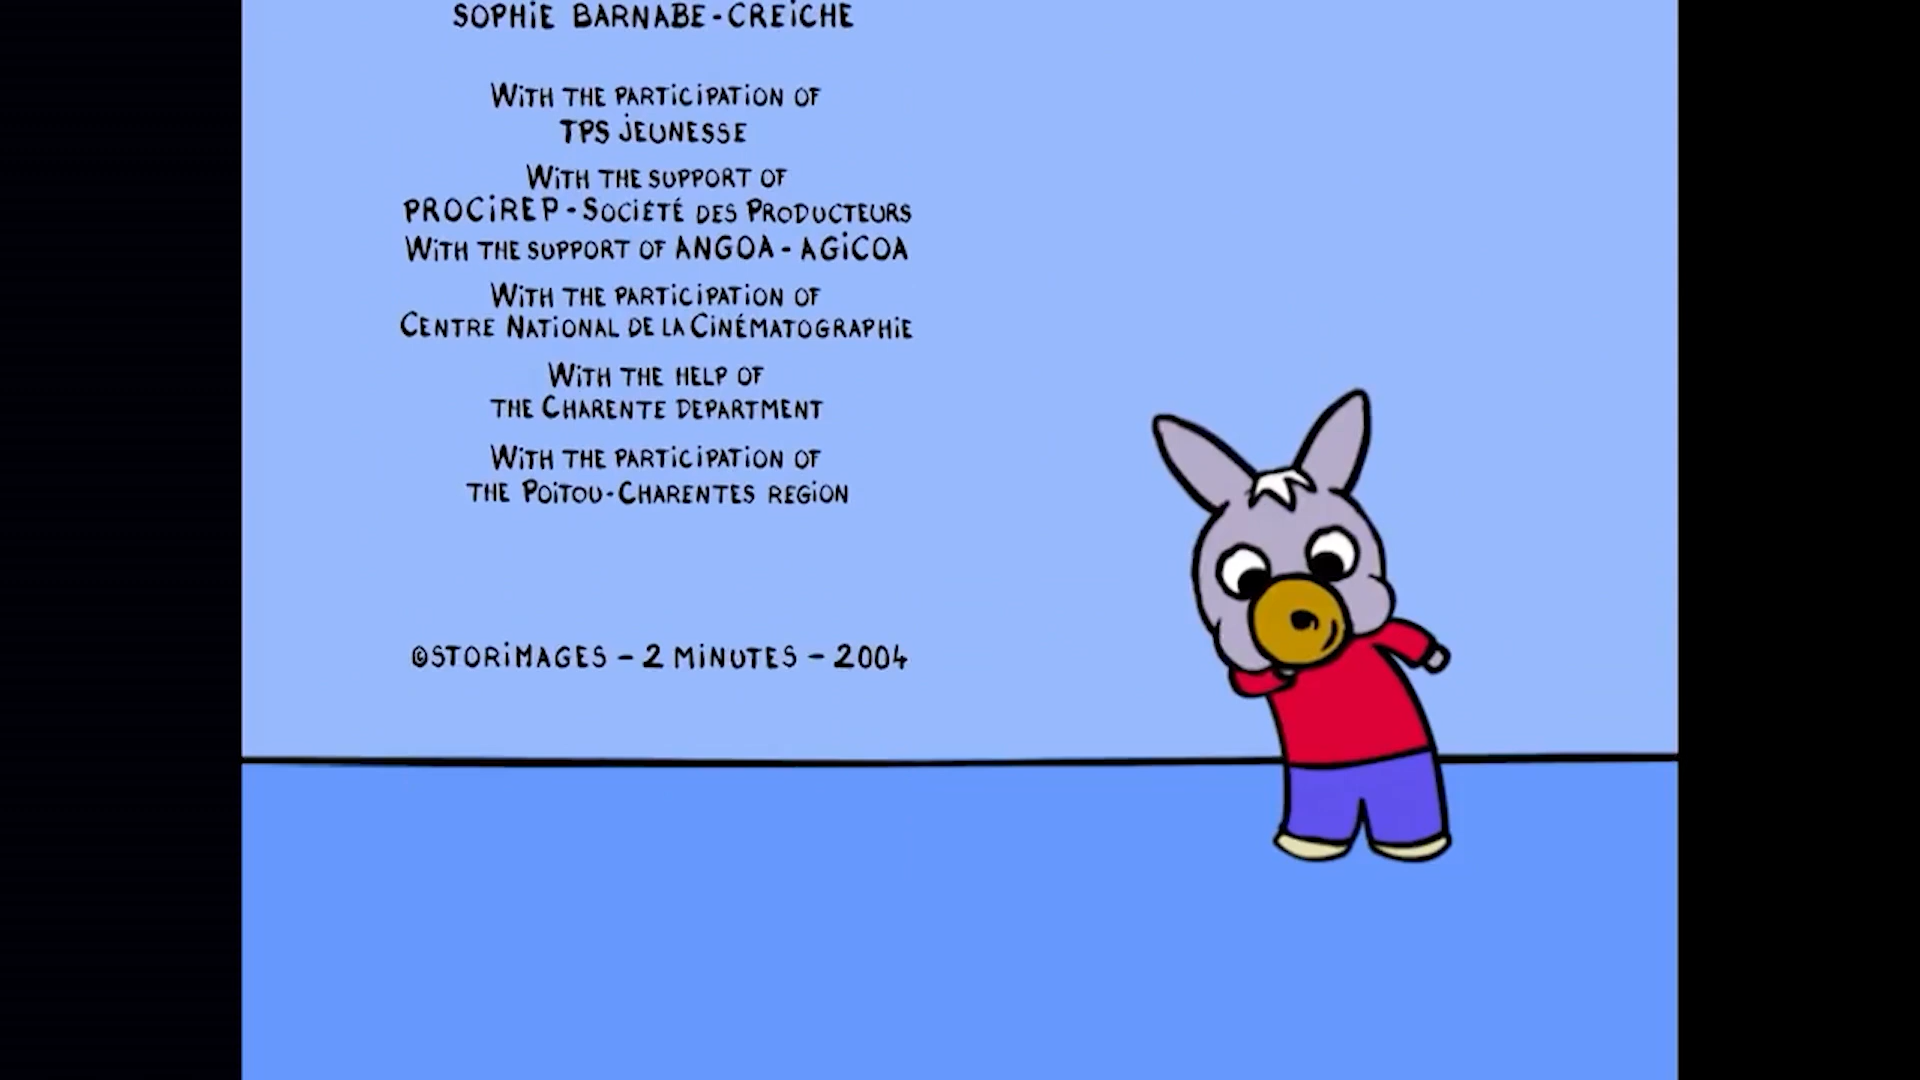 SOPHiE BARNABE-CREiCHE
WiTH THE PARTiCiPATiON OF
TPS JEUNESSE
WiTH THE SUPPORT OF
PROCiREP-SOCiÉTÉ DES PRODUCTEURS
WiTH THE SUPPORT OF ANGOA-AGiCOA
WiTH THE PARTiCiPATiON OF
CENTRE NATiONAL DE LA CiNÉMATOGRAPHiE
WiTH THE HELP OF
THE CHARENTE DEPARTMENT
WiTH THE PARTiCiPATiON OF
THE POiTOU-CHARENTES REGiON
©STORiMAGES - 2 MiNUTES - 2004